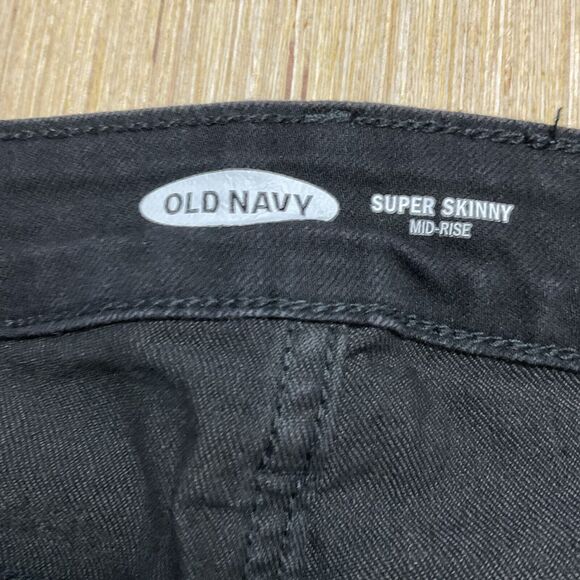 OLD NAVY
SUPER SKINNY
MID-RISE